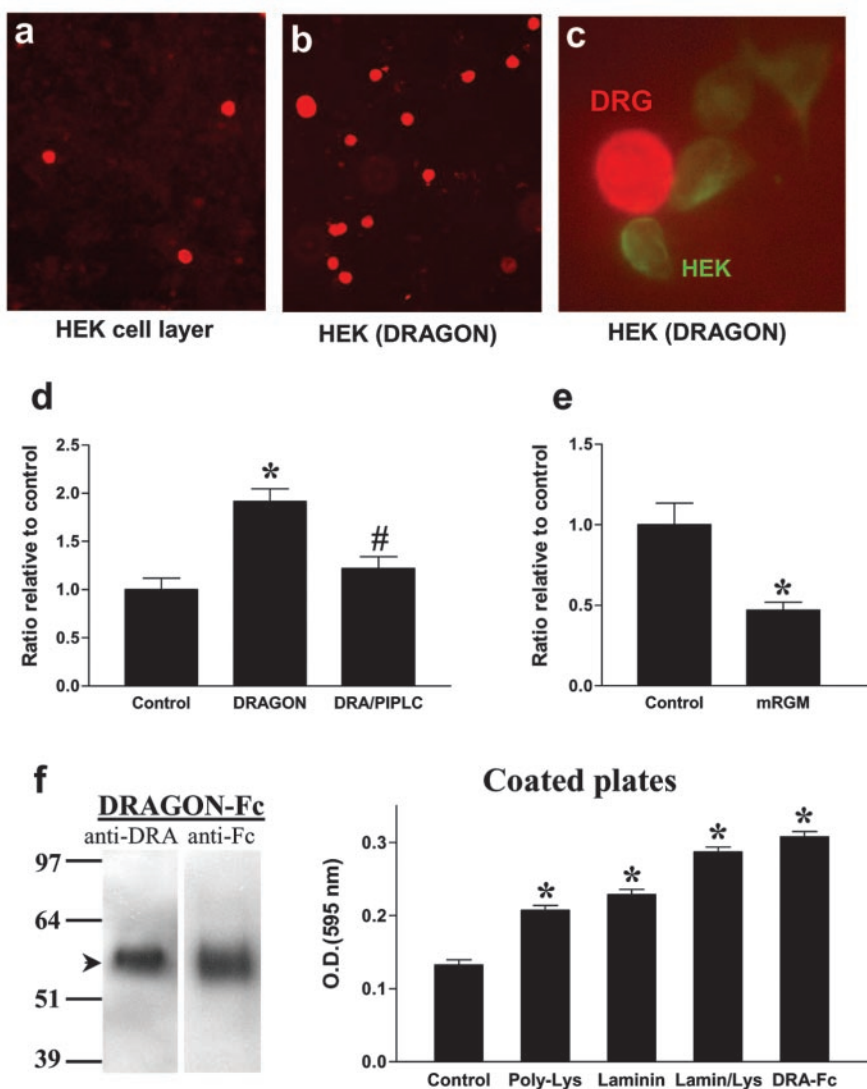 a
b
c
DRG
HEK
HEK cell layer
HEK (DRAGON)
HEK (DRAGON)
d
Ratio relative to control
2.5
2.0
1.5
1.0
0.5
0.0
*
#
Control DRAGON DRA/PIPLC
e
Ratio relative to control
1.5
1.0
0.5
0.0
*
Control mRGM
f
DRAGON-Fc
anti-DRA anti-Fc
97
64
51
39
Coated plates
O.D.(595 nm)
0.3
0.2
0.1
0.0
* * * *
Control Poly-Lys Laminin Lamin/Lys DRA-Fc